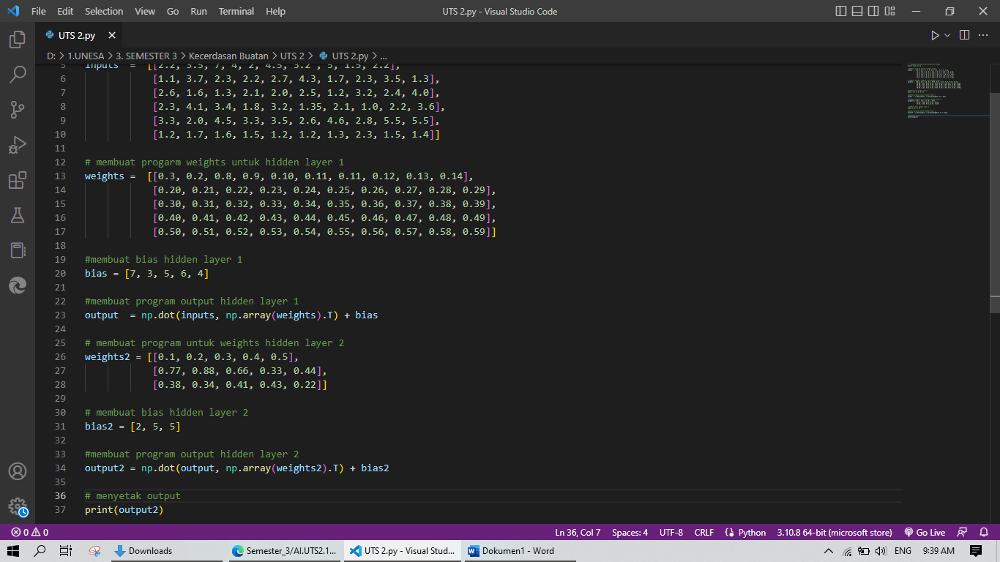 File Edit Selection View Go Run Terminal Help UTS 2.py - Visual Studio Code
UTS 2.py
D: > 1.UNESA > 3. SEMESTER 3 > Kecerdasan Buatan > UTS 2 > UTS 2.py > ...
5 inputs = [[2.2, 3.5, 7, 4, 2, 4.5, 3.2 , 5, 1.5, 2.2],
6 [1.1, 3.7, 2.3, 2.2, 2.7, 4.3, 1.7, 2.3, 3.5, 1.3],
7 [2.6, 1.6, 1.3, 2.1, 2.0, 2.5, 1.2, 3.2, 2.4, 4.0],
8 [2.3, 4.1, 3.4, 1.8, 3.2, 1.35, 2.1, 1.0, 2.2, 3.6],
9 [3.3, 2.0, 4.5, 3.3, 3.5, 2.6, 4.6, 2.8, 5.5, 5.5],
10 [1.2, 1.7, 1.6, 1.5, 1.2, 1.2, 1.3, 2.3, 1.5, 1.4]]
11
12 # membuat progarm weights untuk hidden layer 1
13 weights = [[0.3, 0.2, 0.8, 0.9, 0.10, 0.11, 0.11, 0.12, 0.13, 0.14],
14 [0.20, 0.21, 0.22, 0.23, 0.24, 0.25, 0.26, 0.27, 0.28, 0.29],
15 [0.30, 0.31, 0.32, 0.33, 0.34, 0.35, 0.36, 0.37, 0.38, 0.39],
16 [0.40, 0.41, 0.42, 0.43, 0.44, 0.45, 0.46, 0.47, 0.48, 0.49],
17 [0.50, 0.51, 0.52, 0.53, 0.54, 0.55, 0.56, 0.57, 0.58, 0.59]]
18
19 #membuat bias hidden layer 1
20 bias = [7, 3, 5, 6, 4]
21
22 #membuat program output hidden layer 1
23 output = np.dot(inputs, np.array(weights).T) + bias
24
25 # membuat program untuk weights hidden layer 2
26 weights2 = [[0.1, 0.2, 0.3, 0.4, 0.5],
27 [0.77, 0.88, 0.66, 0.33, 0.44],
28 [0.38, 0.34, 0.41, 0.43, 0.22]]
29
30 # membuat bias hidden layer 2
31 bias2 = [2, 5, 5]
32
33 #membuat program output hidden layer 2
34 output2 = np.dot(output, np.array(weights2).T) + bias2
35
36 # menyetak output
37 print(output2)
0 0 Ln 36, Col 7 Spaces: 4 UTF-8 CRLF Python 3.10.8 64-bit (microsoft store) Go Live
Downloads Semester_3/AI.UTS2.1... UTS 2.py - Visual Stud... Dokumen1 - Word ENG 9:39 AM